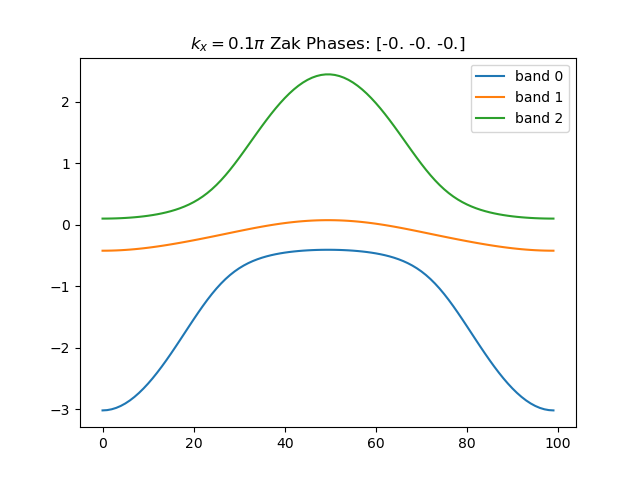 $k_x = 0.1\pi$ Zak Phases: [-0. -0. -0.]
band 0
band 1
band 2
2
1
0
−1
−2
−3
0 20 40 60 80 100